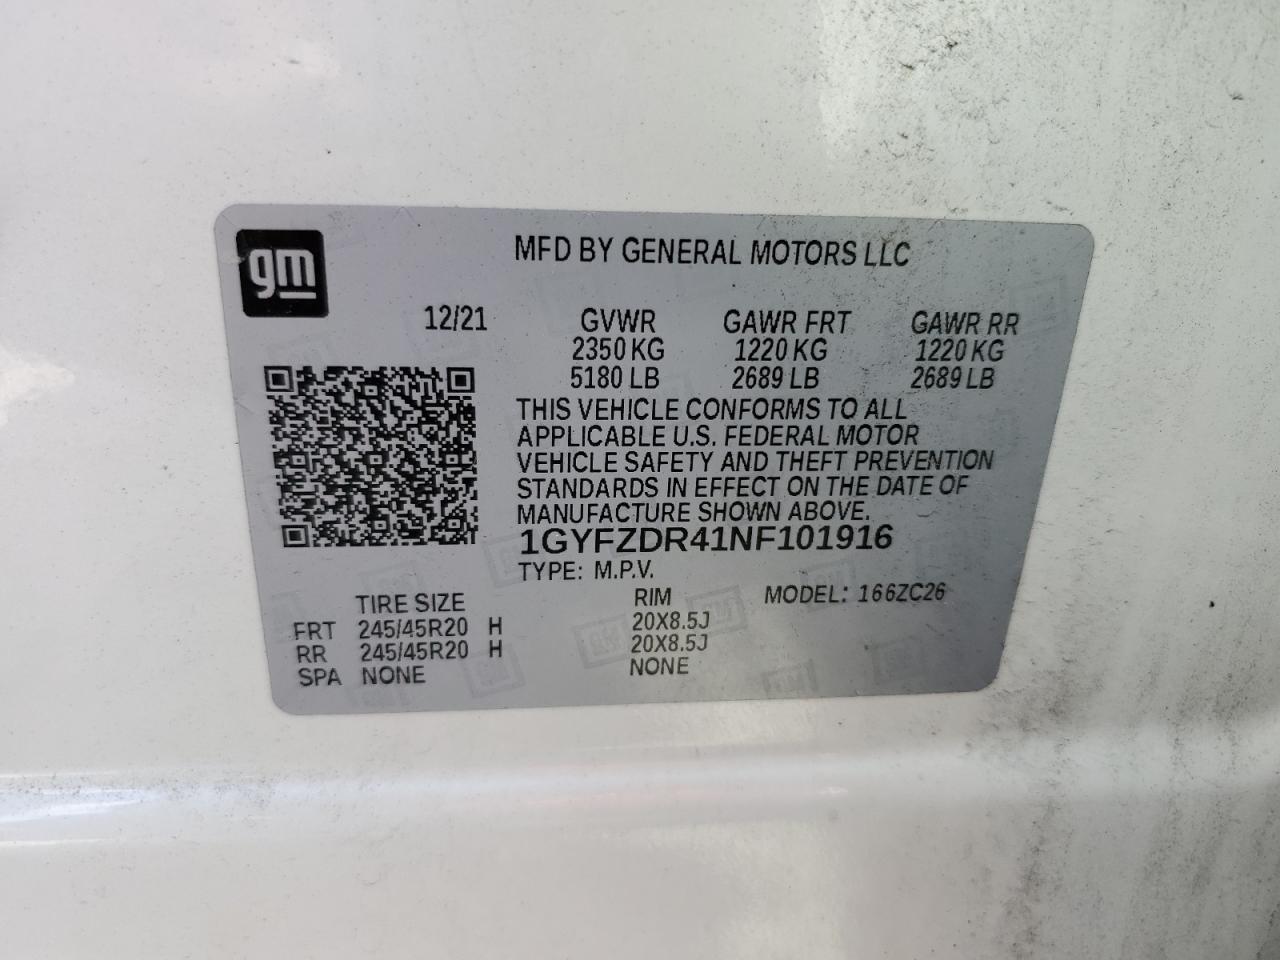 gm
MFD BY GENERAL MOTORS LLC
12/21 GVWR GAWR FRT GAWR RR
2350 KG 1220 KG 1220 KG
5180 LB 2689 LB 2689 LB
THIS VEHICLE CONFORMS TO ALL
APPLICABLE U.S. FEDERAL MOTOR
VEHICLE SAFETY AND THEFT PREVENTION
STANDARDS IN EFFECT ON THE DATE OF
MANUFACTURE SHOWN ABOVE.
1GYFZDR41NF101916
TYPE: M.P.V.
TIRE SIZE RIM MODEL: 166ZC26
FRT 245/45R20 H 20X8.5J
RR 245/45R20 H 20X8.5J
SPA NONE NONE